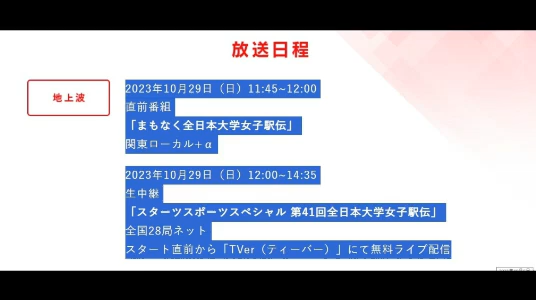 放送日程
地上波
2023年10月29日（日）11:45~12:00
直前番組
「まもなく全日本大学女子駅伝」
関東ローカル+α
2023年10月29日（日）12:00~14:35
生中継
「スターツスポーツスペシャル 第41回全日本大学女子駅伝」
全国28局ネット
スタート直前から「TVer（ティーバー）」にて無料ライブ配信